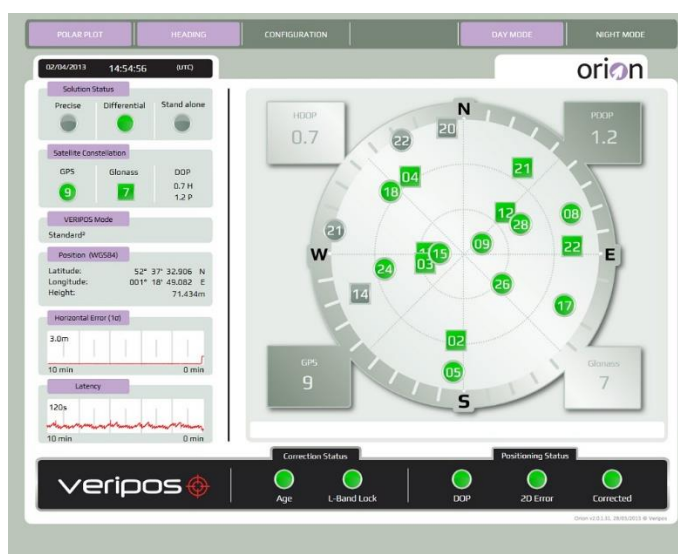 POLAR PLOT HEADING CONFIGURATION DAY MODE NIGHT MODE
02/04/2013 14:54:56 (UTC)
orion
Solution Status
Precise Differential Stand alone
Satellite Constellation
GPS Glonass DOP
9 7 0.7 H
1.2 P
VERIPOS Mode
Standard²
Position (WGS84)
Latitude: 52° 37' 32.906 N
Longitude: 001° 18' 49.082 E
Height: 71.434m
Horizontal Error (1σ)
3.0m
10 min 0 min
Latency
120s
10 min 0 min
HDOP
0.7
PDOP
1.2
N
20
22
21
04
18
12
28
08
21
W
09
22
E
15
03
24
26
14
17
02
05
S
GPS
9
Glonass
7
Correction Status Positioning Status
veripos
Age L-Band Lock DOP 2D Error Corrected